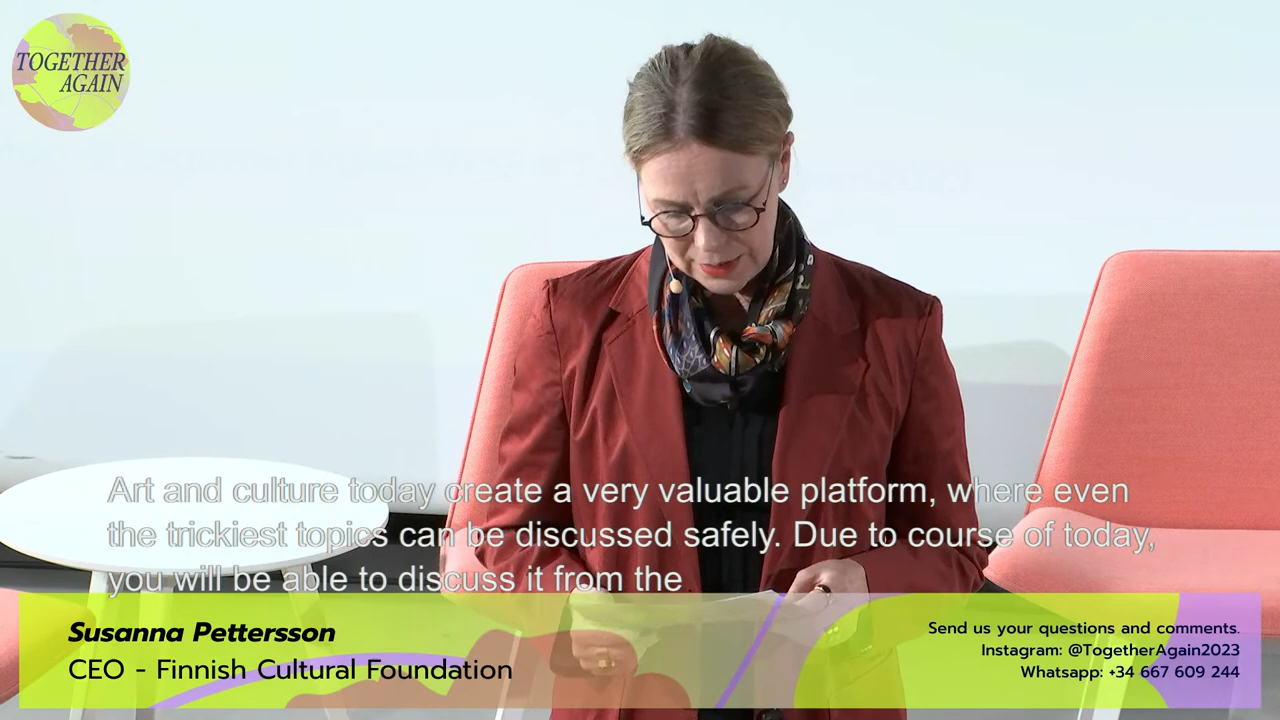 TOGETHER
AGAIN
Art and culture today create a very valuable platform, where even
the trickiest topics can be discussed safely. Due to course of today,
you will be able to discuss it from the
Susanna Pettersson
CEO - Finnish Cultural Foundation
Send us your questions and comments.
Instagram: @TogetherAgain2023
Whatsapp: +34 667 609 244